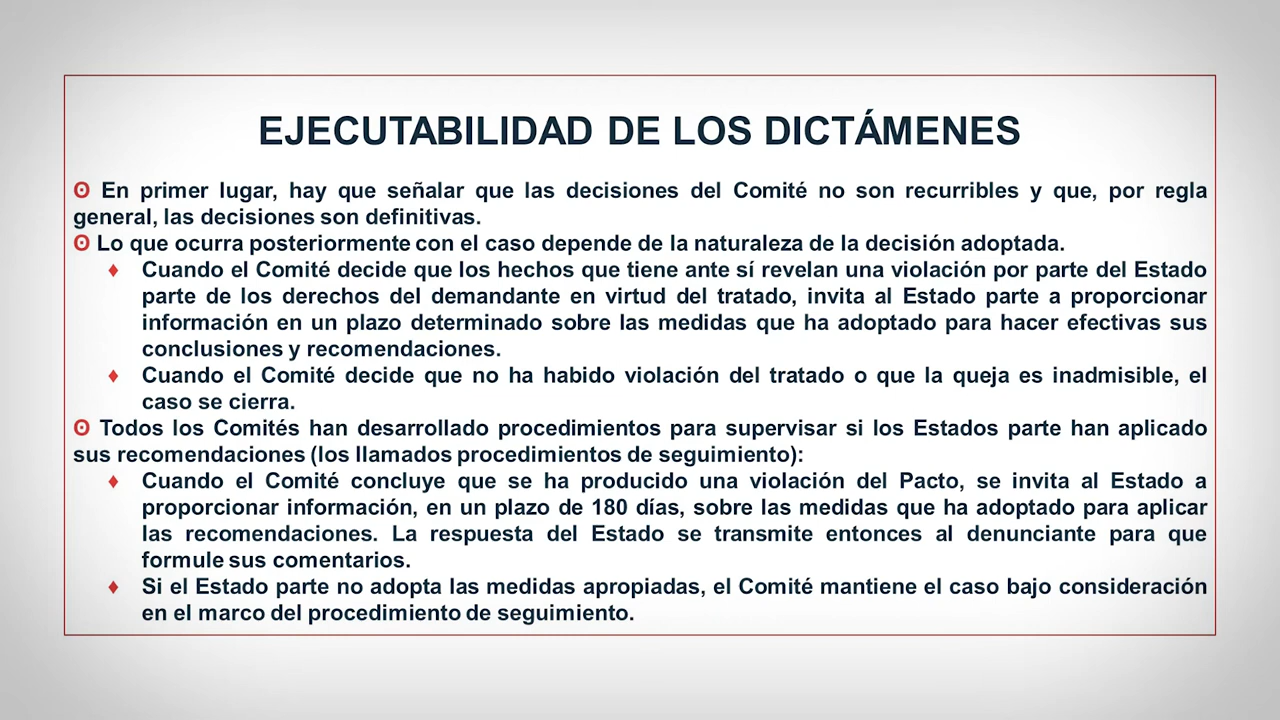 EJECUTABILIDAD DE LOS DICTÁMENES
ʘ En primer lugar, hay que señalar que las decisiones del Comité no son recurribles y que, por regla
general, las decisiones son definitivas.
ʘ Lo que ocurra posteriormente con el caso depende de la naturaleza de la decisión adoptada.
♦ Cuando el Comité decide que los hechos que tiene ante sí revelan una violación por parte del Estado
parte de los derechos del demandante en virtud del tratado, invita al Estado parte a proporcionar
información en un plazo determinado sobre las medidas que ha adoptado para hacer efectivas sus
conclusiones y recomendaciones.
♦ Cuando el Comité decide que no ha habido violación del tratado o que la queja es inadmisible, el
caso se cierra.
ʘ Todos los Comités han desarrollado procedimientos para supervisar si los Estados parte han aplicado
sus recomendaciones (los llamados procedimientos de seguimiento):
♦ Cuando el Comité concluye que se ha producido una violación del Pacto, se invita al Estado a
proporcionar información, en un plazo de 180 días, sobre las medidas que ha adoptado para aplicar
las recomendaciones. La respuesta del Estado se transmite entonces al denunciante para que
formule sus comentarios.
♦ Si el Estado parte no adopta las medidas apropiadas, el Comité mantiene el caso bajo consideración
en el marco del procedimiento de seguimiento.